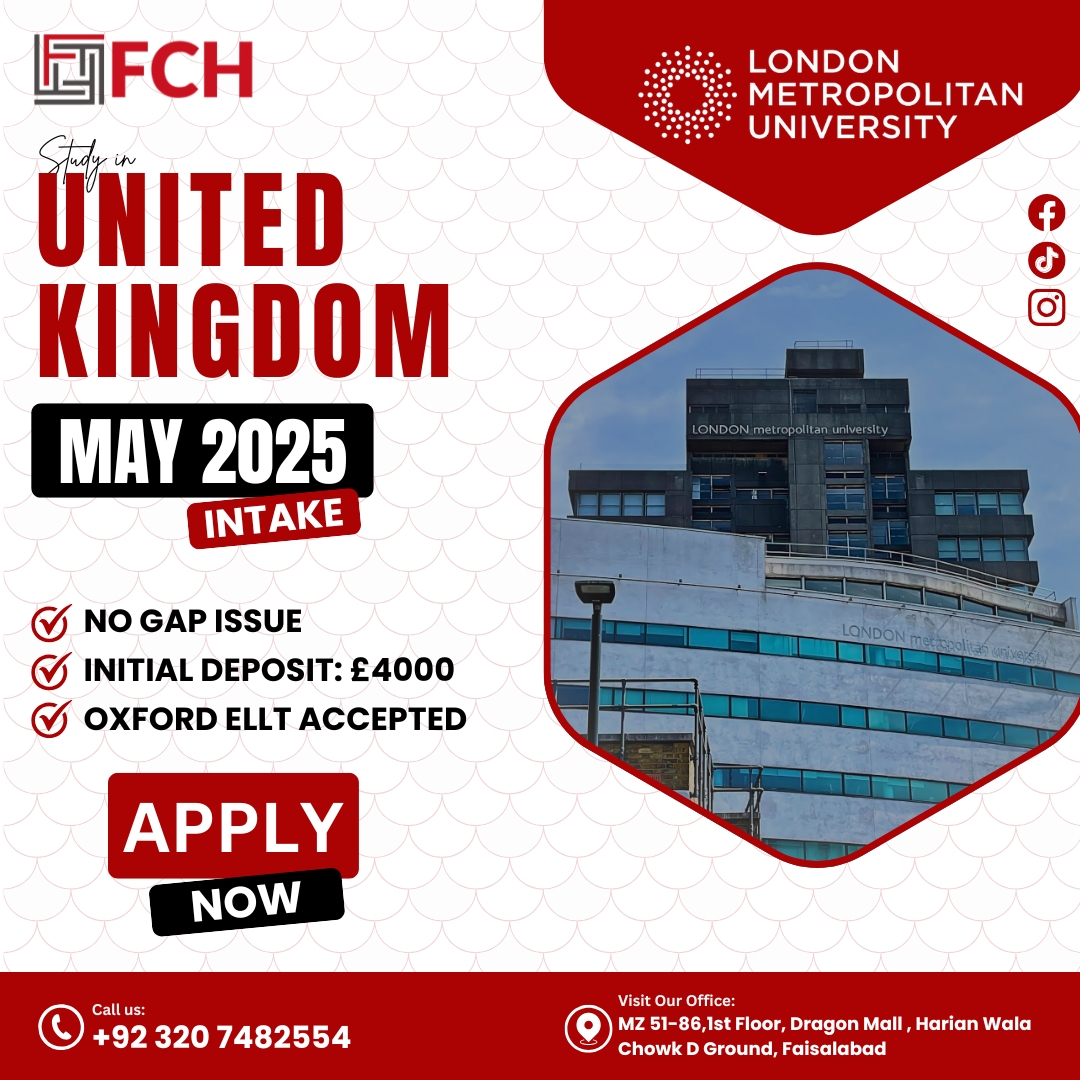 FCH
LONDON
METROPOLITAN
UNIVERSITY
Study in
UNITED
KINGDOM
MAY 2025
INTAKE
LONDON metropolitan university
LONDON metropolitan university
NO GAP ISSUE
INITIAL DEPOSIT: £4000
OXFORD ELLT ACCEPTED
APPLY
NOW
Call us:
+92 320 7482554
Visit Our Office:
MZ 51-86,1st Floor, Dragon Mall , Harian Wala
Chowk D Ground, Faisalabad